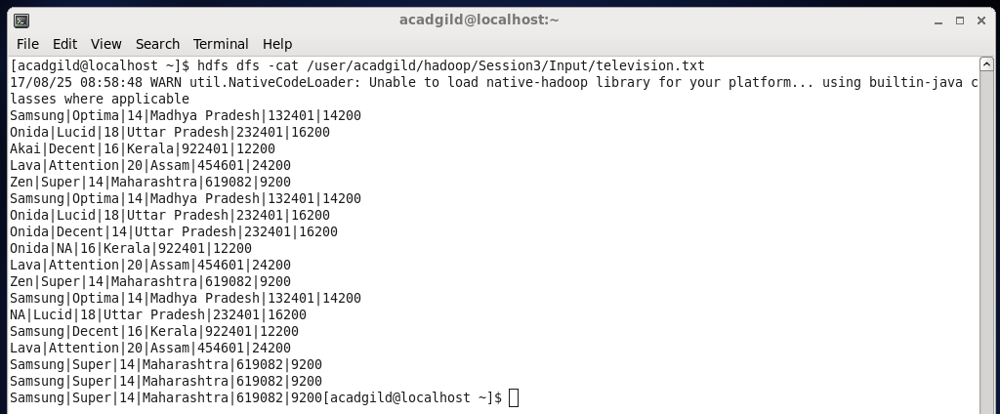 acadgild@localhost:~
File Edit View Search Terminal Help
[acadgild@localhost ~]$ hdfs dfs -cat /user/acadgild/hadoop/Session3/Input/television.txt
17/08/25 08:58:48 WARN util.NativeCodeLoader: Unable to load native-hadoop library for your platform... using builtin-java c
lasses where applicable
Samsung|Optima|14|Madhya Pradesh|132401|14200
Onida|Lucid|18|Uttar Pradesh|232401|16200
Akai|Decent|16|Kerala|922401|12200
Lava|Attention|20|Assam|454601|24200
Zen|Super|14|Maharashtra|619082|9200
Samsung|Optima|14|Madhya Pradesh|132401|14200
Onida|Lucid|18|Uttar Pradesh|232401|16200
Onida|Decent|14|Uttar Pradesh|232401|16200
Onida|NA|16|Kerala|922401|12200
Lava|Attention|20|Assam|454601|24200
Zen|Super|14|Maharashtra|619082|9200
Samsung|Optima|14|Madhya Pradesh|132401|14200
NA|Lucid|18|Uttar Pradesh|232401|16200
Samsung|Decent|16|Kerala|922401|12200
Lava|Attention|20|Assam|454601|24200
Samsung|Super|14|Maharashtra|619082|9200
Samsung|Super|14|Maharashtra|619082|9200
Samsung|Super|14|Maharashtra|619082|9200[acadgild@localhost ~]$